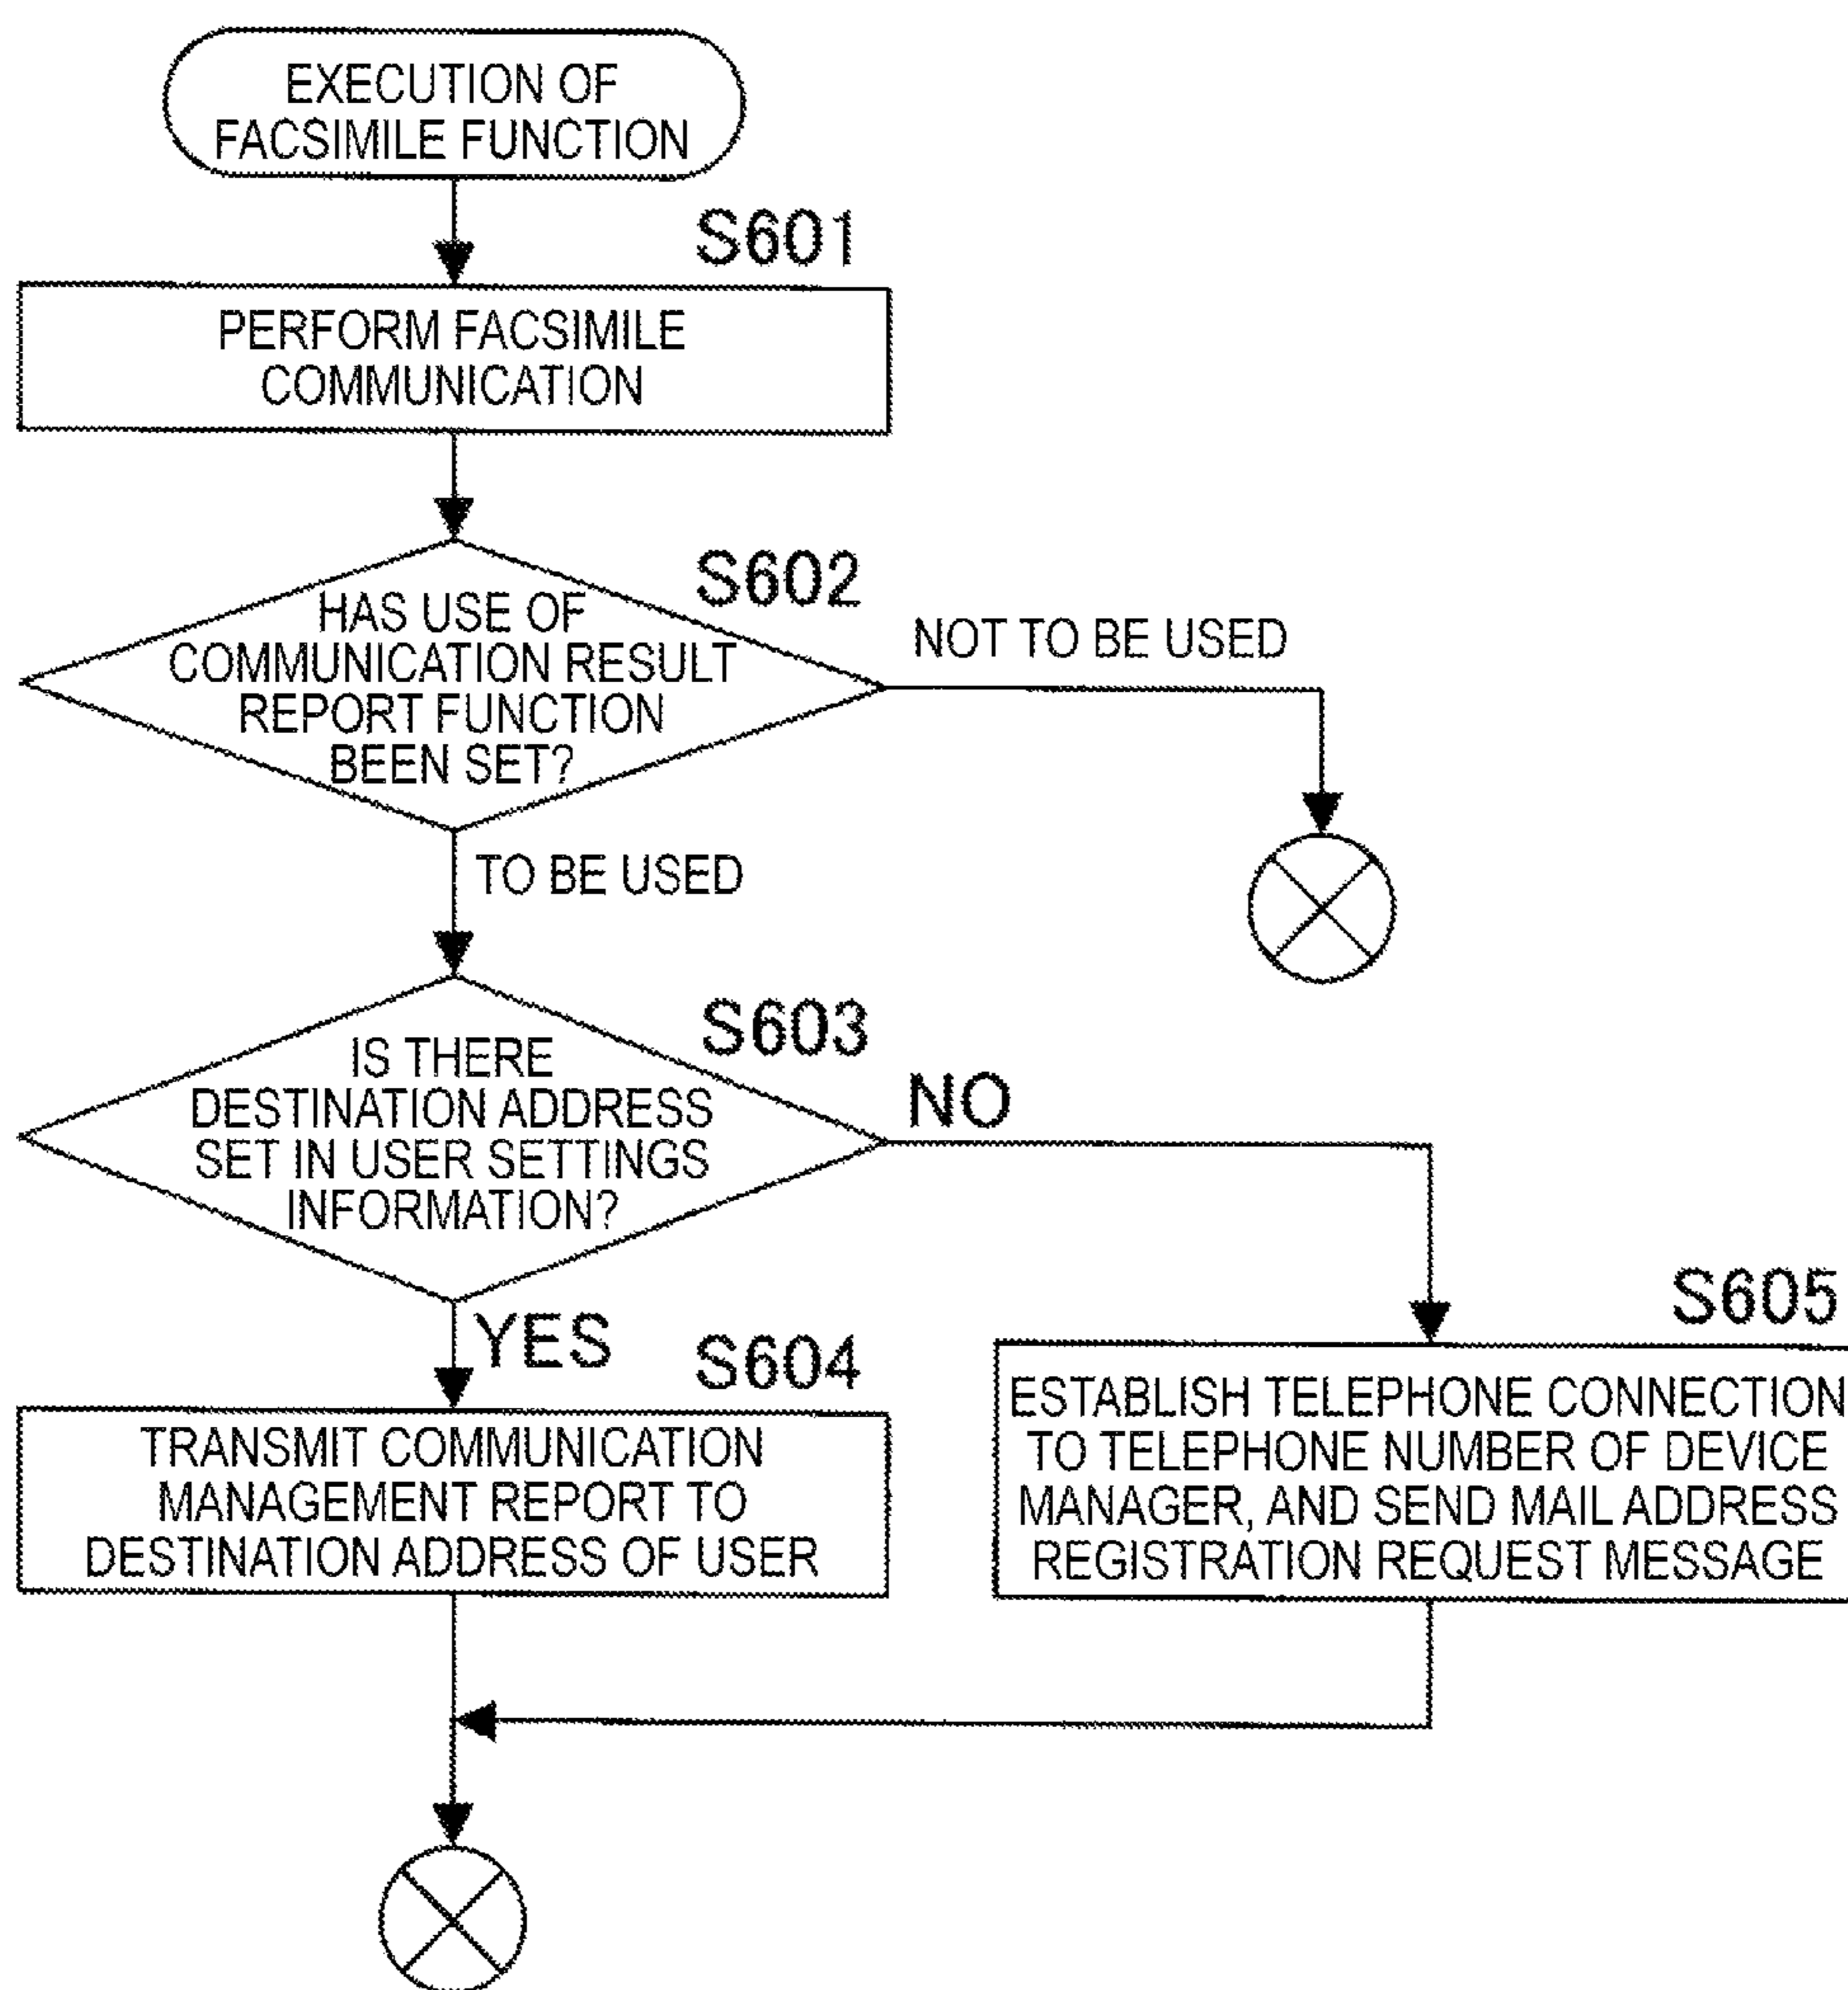 EXECUTION OF
FACSIMILE FUNCTION
S601
PERFORM FACSIMILE
COMMUNICATION
S602
HAS USE OF
COMMUNICATION RESULT
REPORT FUNCTION
BEEN SET?
NOT TO BE USED
TO BE USED
S603
IS THERE
DESTINATION ADDRESS
SET IN USER SETTINGS
INFORMATION?
NO
YES
S604
TRANSMIT COMMUNICATION
MANAGEMENT REPORT TO
DESTINATION ADDRESS OF USER
S605
ESTABLISH TELEPHONE CONNECTION
TO TELEPHONE NUMBER OF DEVICE
MANAGER, AND SEND MAIL ADDRESS
REGISTRATION REQUEST MESSAGE